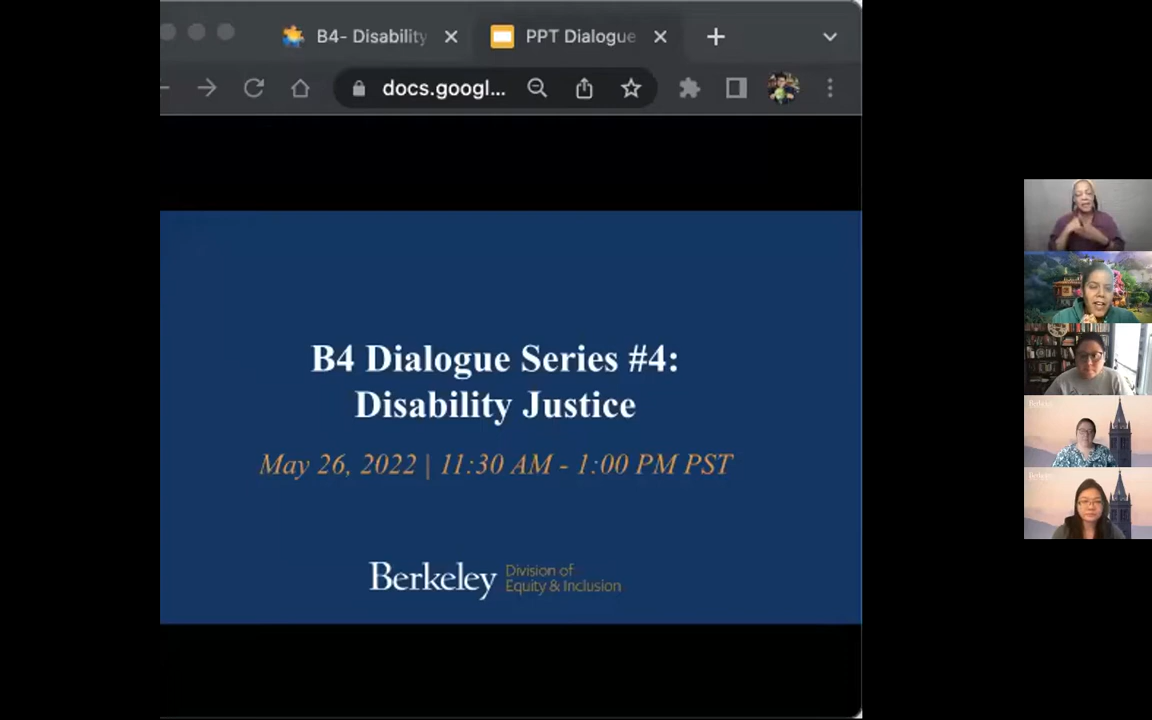 B4- Disability
PPT Dialogue
docs.googl...
B4 Dialogue Series #4:
Disability Justice
May 26, 2022 | 11:30 AM - 1:00 PM PST
Berkeley
Division of
Equity & Inclusion